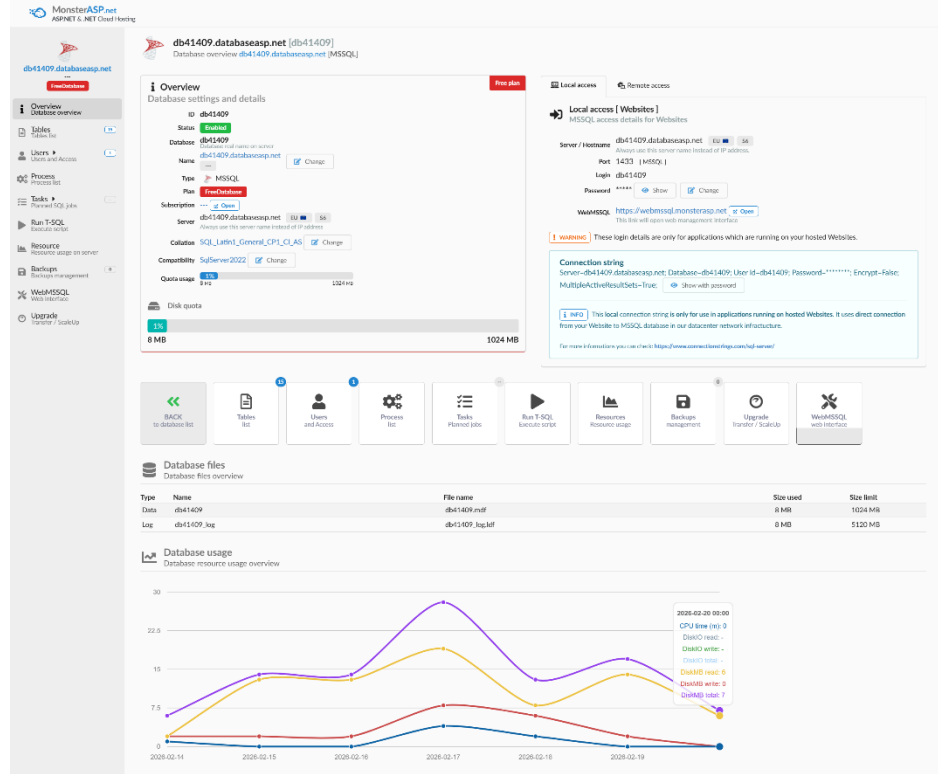 MonsterASP.net
ASP.NET & .NET Cloud Hosting
db41409.databaseasp.net
---
FreeDatabase
Overview
Database overview
Tables
Tables list
Users
Users and Access
Process
Process list
Tasks
Planned SQL jobs
Run T-SQL
Execute script
Resource
Resource usage on server
Backups
Backups management
0
WebMSSQL
Web interface
Upgrade
Transfer / ScaleUp
db41409.databaseasp.net [db41409]
Database overview db41409.databaseasp.net [MSSQL]
Overview
Database settings and details
Free plan
ID db41409
Status Enabled
Database db41409
Database real name on server
Name db41409.databaseasp.net
--- Change
Type MSSQL
Plan FreeDatabase
Subscription --- Open
Server db41409.databaseasp.net EU S6
Always use this server name instead of IP address.
Collation SQL_Latin1_General_CP1_CI_AS Change
Compatibility SqlServer2022 Change
Quota usage 1%
8 MB 1024 MB
Disk quota
1%
8 MB 1024 MB
Local access Remote access
Local access [ Websites ]
MSSQL access details for Websites
Server / Hostname db41409.databaseasp.net EU S6
Always use this server name instead of IP address.
Port 1433 [MSSQL]
Login db41409
Password ***** Show Change
WebMSSQL https://webmssql.monsterasp.net Open
This link will open web management interface
WARNING These login details are only for applications which are running on your hosted Websites.
Connection string
Server=db41409.databaseasp.net; Database=db41409; User Id=db41409; Password=********; Encrypt=False;
MultipleActiveResultSets=True; Show with password
INFO This local connection string is only for use in applications running on hosted Websites. It uses direct connection
from your Website to MSSQL database in our datacenter network infrastucture.
For more informations you can check: https://www.connectionstrings.com/sql-server/
BACK
to database list
15
Tables
list
1
Users
and Access
Process
list
Tasks
Planned jobs
Run T-SQL
Execute script
Resources
Resource usage
0
Backups
management
Upgrade
Transfer / ScaleUp
WebMSSQL
web interface
Database files
Database files overview
Type Name File name Size used Size limit
Data db41409 db41409.mdf 8 MB 1024 MB
Log db41409_log db41409_log.ldf 8 MB 5120 MB
Database usage
Database resource usage overview
30
22.5
15
7.5
0
2026-02-14 2026-02-15 2026-02-16 2026-02-17 2026-02-18 2026-02-19
2026-02-20 00:00
CPU time (m): 0
DiskIO read: -
DiskIO write: -
DiskIO total: -
DiskMB read: 6
DiskMB write: 0
DiskMB total: 7